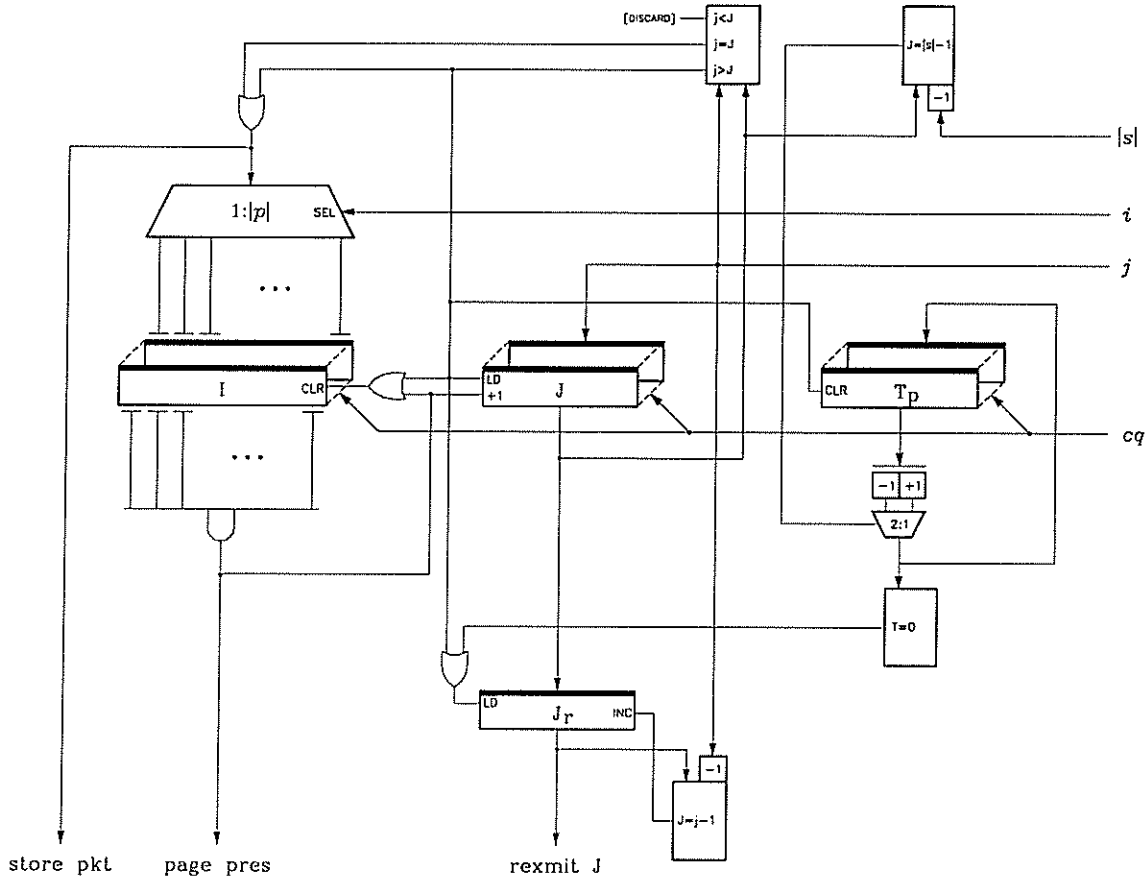 [DISCARD]
j<J
j=J
j>J
J=|s|-1
-1
|s|
1:|p|
SEL
i
j
I
CLR
LD
+1
J
CLR
Tp
cq
-1
+1
2:1
T=0
LD
Jr
INC
-1
J=j-1
store pkt
page pres
rexmit J